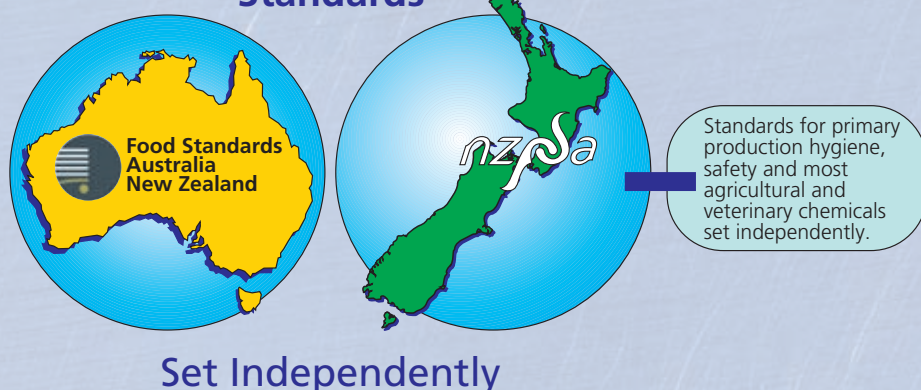 Standards
Food Standards
Australia
New Zealand
nzfsa
Standards for primary
production hygiene,
safety and most
agricultural and
veterinary chemicals
set independently.
Set Independently